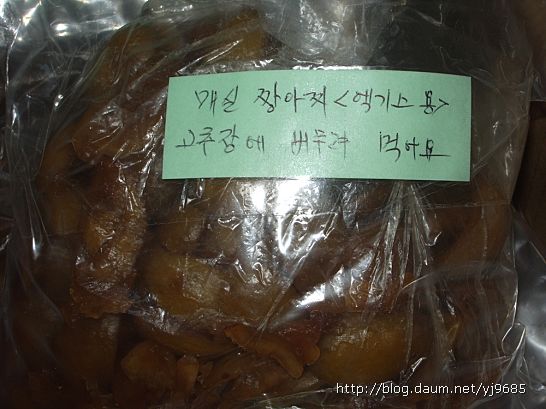 매실 짱아찌<엑기스용>
고추장에 버무려 먹어요
http://blog.daum.net/yj9685